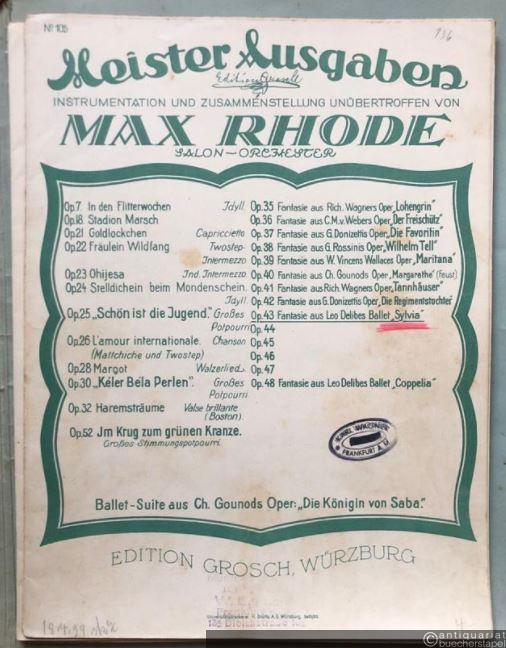 No 105
136
Meister Ausgaben
Edition Grosch
INSTRUMENTATION UND ZUSAMMENSTELLUNG UNÜBERTROFFEN VON
MAX RHODE
SALON-ORCHESTER
Op.7 In den Flitterwochen Idyll.
Op.18 Stadion Marsch
Op.21 Goldlockchen Capriccietto
Op.22 Fräulein Wildfang Twostep-
Intermezzo
Op.23 Ohijesa Ind. Intermezzo
Op.24 Stelldichein beim Mondenschein.
Idyll.
Op.25 „Schön ist die Jugend." Großes
Potpourri
Op.26 L'amour internationale. Chanson
(Mattchiche und Twostep)
Op.28 Margot Walzerlied.
Op.30 „Kéler Béla Perlen". Großes
Potpourri
Op.32 Haremsträume Valse brillante
(Boston).
Op.52 Jm Krug zum grünen Kranze.
Großes Stimmungspotpourri.
Op.35 Fantasie aus Rich. Wagners Oper „Lohengrin"
Op.36 Fantasie aus C.M.v.Webers Oper „Der Freischütz"
Op.37 Fantasie aus G.Donizettis Oper „Die Favoritin"
Op.38 Fantasie aus G.Rossinis Oper „Wilhelm Tell"
Op.39 Fantasie aus W. Vincens Wallaces Oper „Maritana"
Op.40 Fantasie aus Ch. Gounods Oper „Margarethe" (Faust)
Op.41 Fantasie aus Rich. Wagners Oper „Tannhäuser"
Op.42 Fantasie aus G. Donizettis Oper „Die Regimentstochter"
Op.43 Fantasie aus Leo Delibes Ballet „Sylvia"
Op.44
Op.45
Op.46
Op.47
Op.48 Fantasie aus Leo Delibes Ballet „Coppelia"
FRANKFURT A.M.
Ballet-Suite aus Ch. Gounods Oper: „Die Königin von Saba."
EDITION GROSCH, WÜRZBURG
antiquariat
buecherstapel